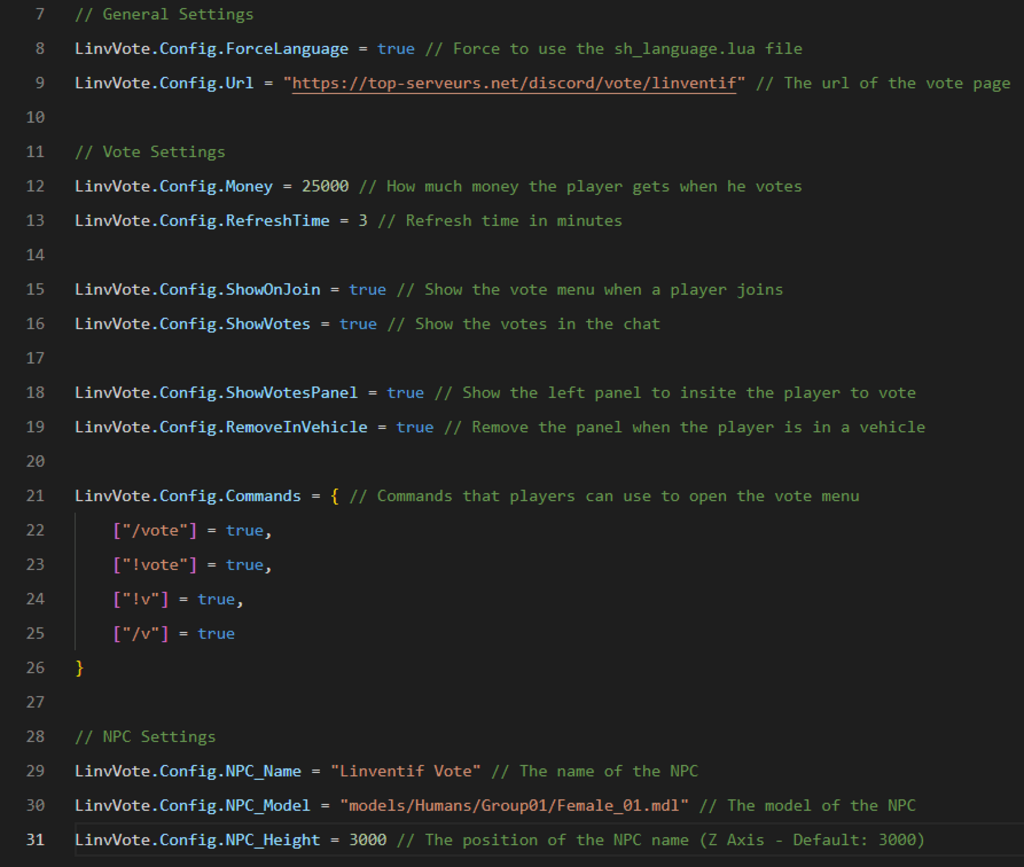 7 // General Settings
8 LinvVote.Config.ForceLanguage = true // Force to use the sh_language.lua file
9 LinvVote.Config.Url = "https://top-serveurs.net/discord/vote/linventif" // The url of the vote page
10
11 // Vote Settings
12 LinvVote.Config.Money = 25000 // How much money the player gets when he votes
13 LinvVote.Config.RefreshTime = 3 // Refresh time in minutes
14
15 LinvVote.Config.ShowOnJoin = true // Show the vote menu when a player joins
16 LinvVote.Config.ShowVotes = true // Show the votes in the chat
17
18 LinvVote.Config.ShowVotesPanel = true // Show the left panel to insite the player to vote
19 LinvVote.Config.RemoveInVehicle = true // Remove the panel when the player is in a vehicle
20
21 LinvVote.Config.Commands = { // Commands that players can use to open the vote menu
22 ["/vote"] = true,
23 ["!vote"] = true,
24 ["!v"] = true,
25 ["/v"] = true
26 }
27
28 // NPC Settings
29 LinvVote.Config.NPC_Name = "Linventif Vote" // The name of the NPC
30 LinvVote.Config.NPC_Model = "models/Humans/Group01/Female_01.mdl" // The model of the NPC
31 LinvVote.Config.NPC_Height = 3000 // The position of the NPC name (Z Axis - Default: 3000)